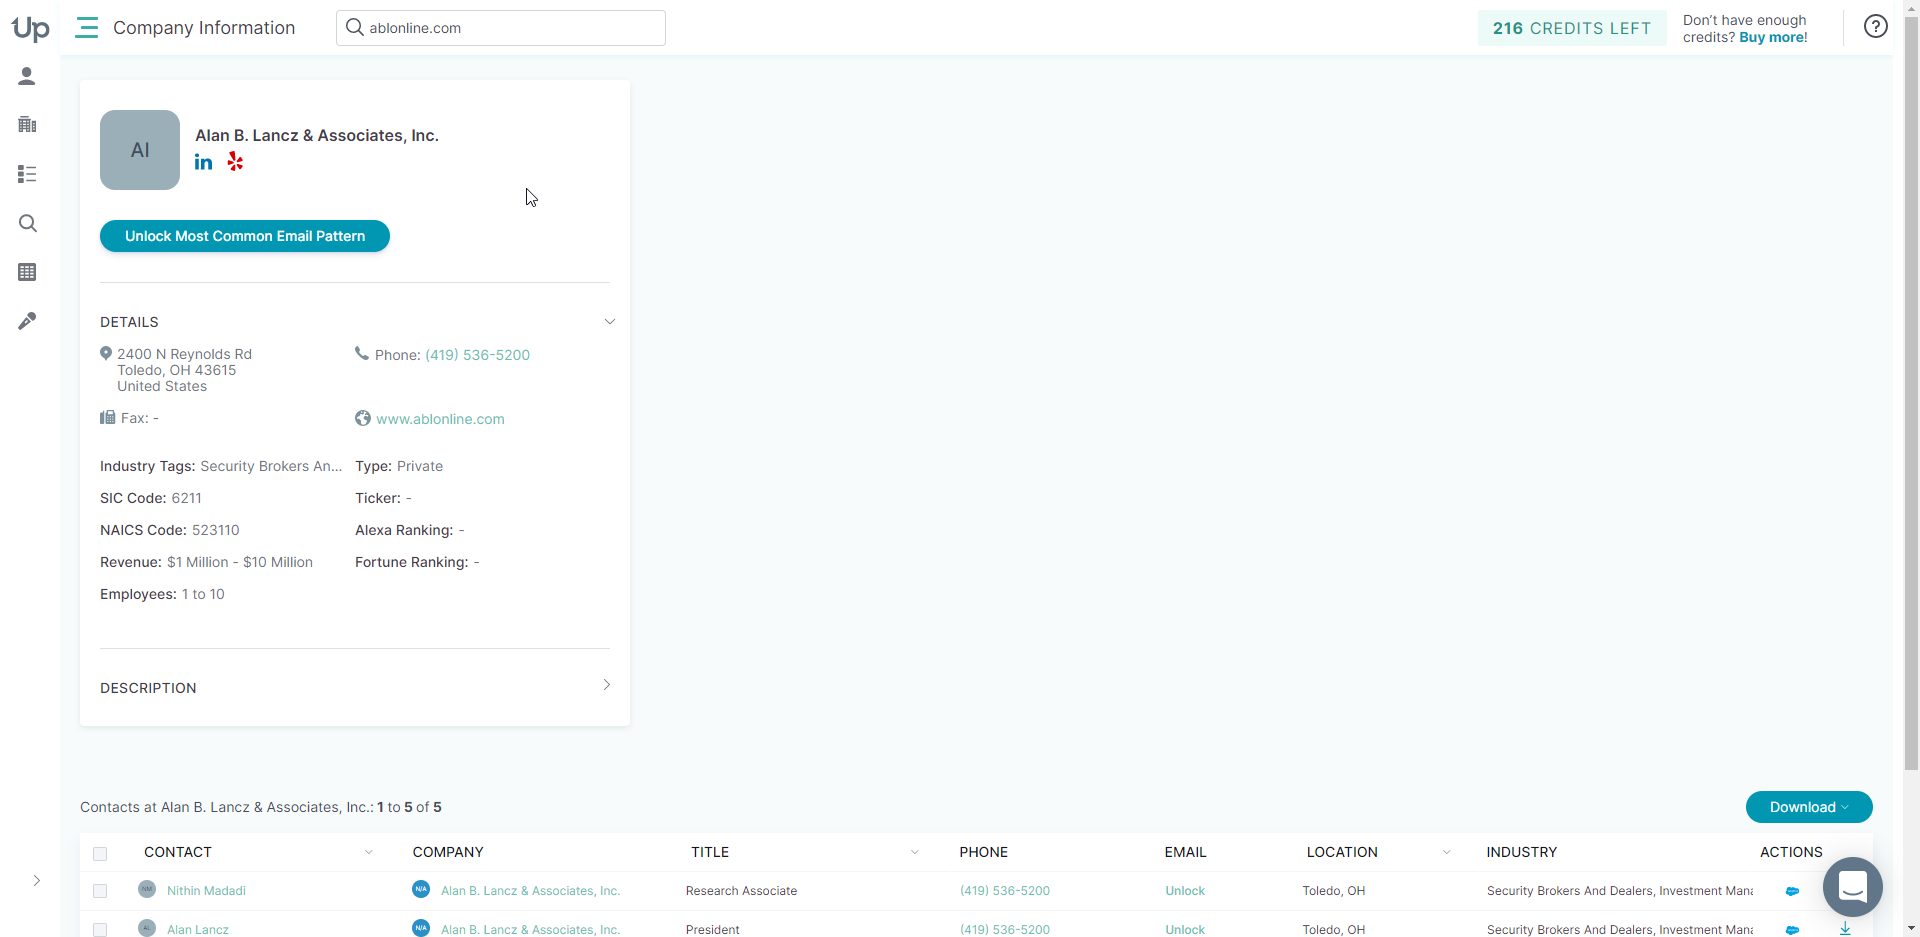 Up
Company Information
ablonline.com
216 CREDITS LEFT
Don't have enough
credits? Buy more!
?
AI
Alan B. Lancz & Associates, Inc.
in
Unlock Most Common Email Pattern
DETAILS
2400 N Reynolds Rd
Toledo, OH 43615
United States
Phone: (419) 536-5200
Fax: -
www.ablonline.com
Industry Tags: Security Brokers An...
Type: Private
SIC Code: 6211
Ticker: -
NAICS Code: 523110
Alexa Ranking: -
Revenue: $1 Million - $10 Million
Fortune Ranking: -
Employees: 1 to 10
DESCRIPTION
Contacts at Alan B. Lancz & Associates, Inc.: 1 to 5 of 5
Download
CONTACT COMPANY TITLE PHONE EMAIL LOCATION INDUSTRY ACTIONS
NM Nithin Madadi N/A Alan B. Lancz & Associates, Inc. Research Associate (419) 536-5200 Unlock Toledo, OH Security Brokers And Dealers, Investment Mana
AL Alan Lancz N/A Alan B. Lancz & Associates, Inc. President (419) 536-5200 Unlock Toledo, OH Security Brokers And Dealers, Investment Mana